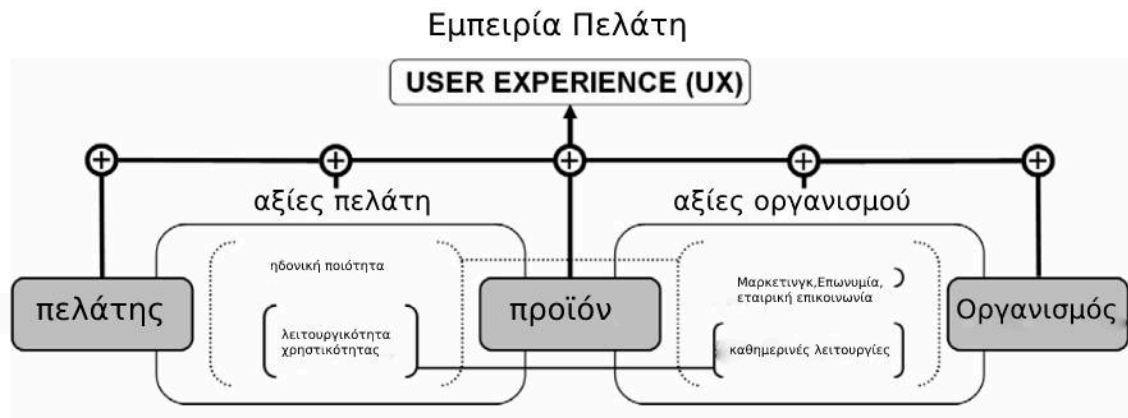 Εμπειρία Πελάτη
USER EXPERIENCE (UX)
αξίες πελάτη
αξίες οργανισμού
ηδονική ποιότητα
Μαρκετινγκ,Επωνυμία,
εταιρική επικοινωνία
πελάτης
προϊόν
Οργανισμός
λειτουργικότητα
χρηστικότητας
καθημερινές λειτουργίες